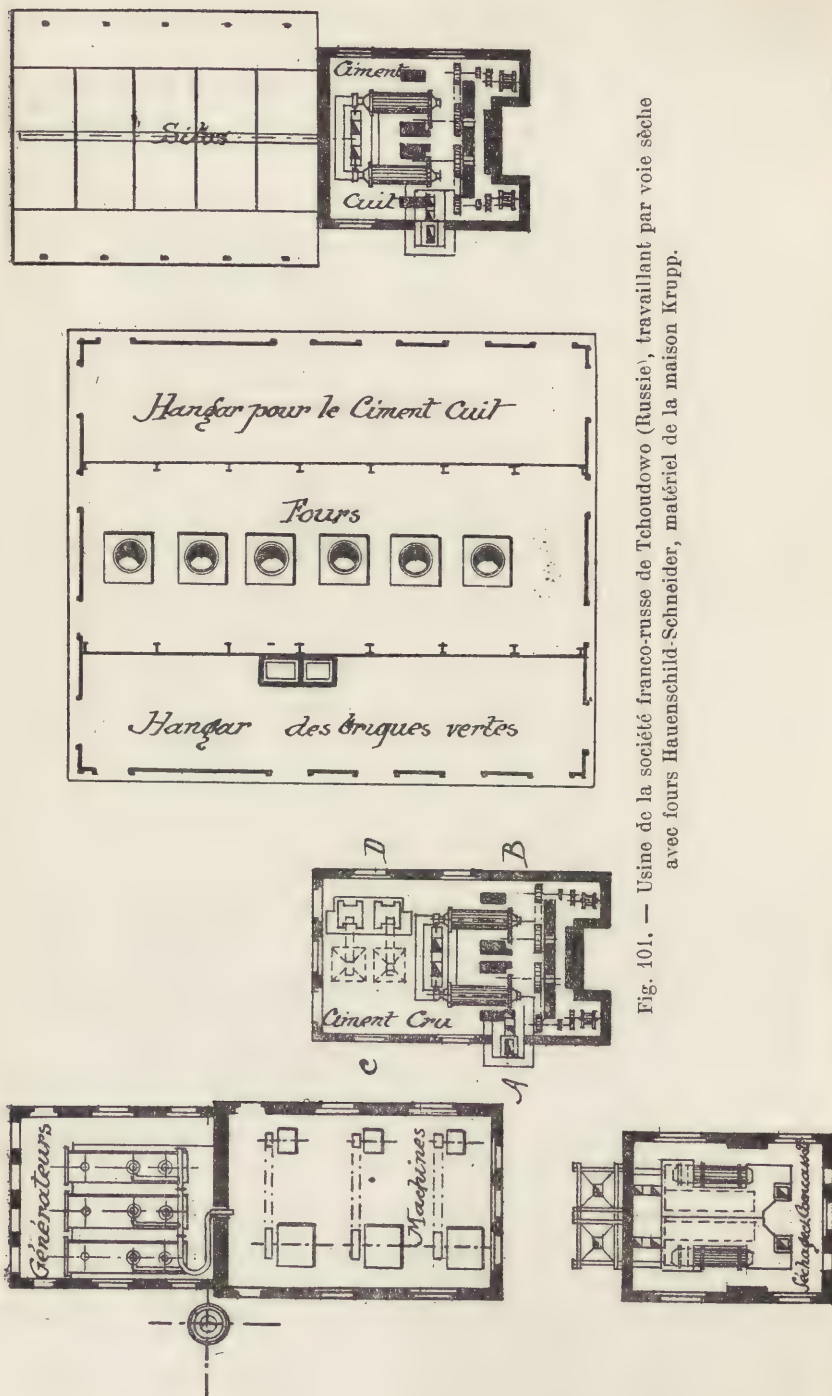 Générateurs
Machines
Séchage et Concassage
Ciment Cru
A
B
C
D
Hangar des briques vertes
Fours
Hangar pour le Ciment Cuit
Silos
Ciment
Cuit
Fig. 101. — Usine de la société franco-russe de Tchoudowo (Russie), travaillant par voie sèche
avec fours Hauenschild-Schneider, matériel de la maison Krupp.